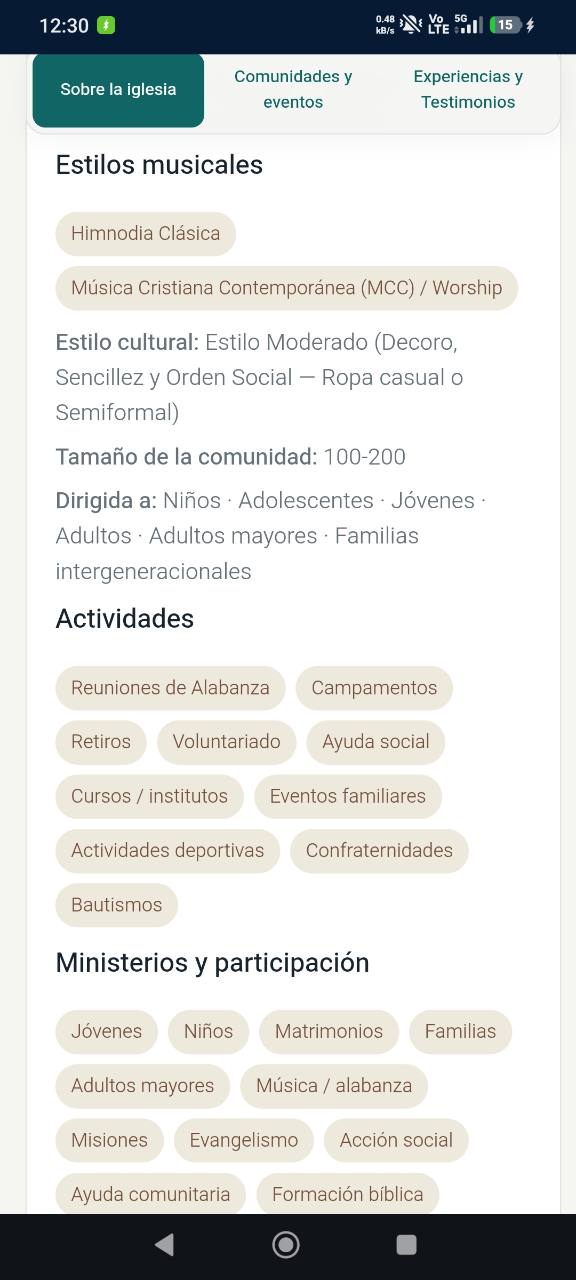 12:30
0.48 kB/s Vo LTE 5G 15
Sobre la iglesia
Comunidades y
eventos
Experiencias y
Testimonios
Estilos musicales
Himnodia Clásica
Música Cristiana Contemporánea (MCC) / Worship
Estilo cultural: Estilo Moderado (Decoro,
Sencillez y Orden Social — Ropa casual o
Semiformal)
Tamaño de la comunidad: 100-200
Dirigida a: Niños · Adolescentes · Jóvenes ·
Adultos · Adultos mayores · Familias
intergeneracionales
Actividades
Reuniones de Alabanza Campamentos
Retiros Voluntariado Ayuda social
Cursos / institutos Eventos familiares
Actividades deportivas Confraternidades
Bautismos
Ministerios y participación
Jóvenes Niños Matrimonios Familias
Adultos mayores Música / alabanza
Misiones Evangelismo Acción social
Ayuda comunitaria Formación bíblica